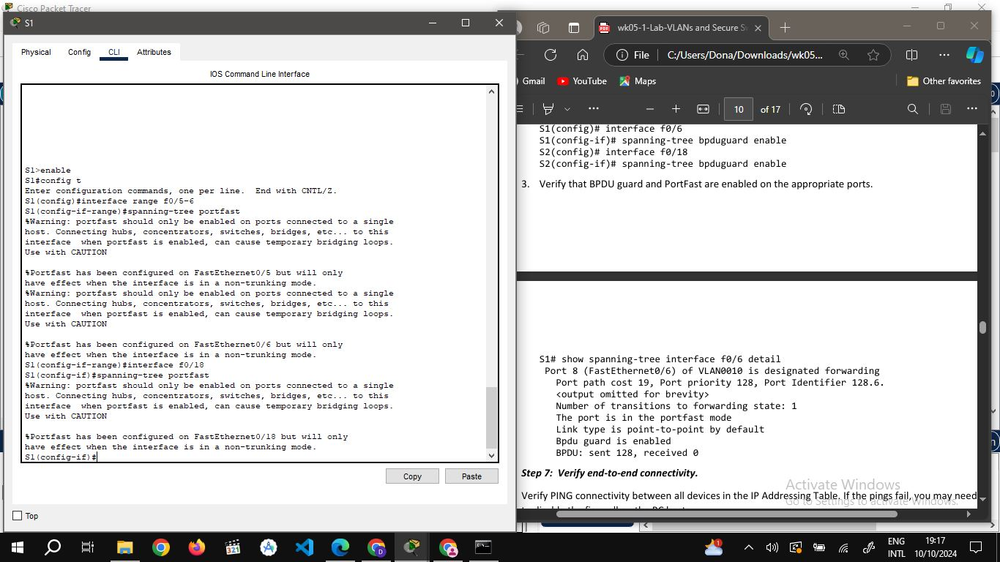 Cisco Packet Tracer
S1
Physical
Config
CLI
Attributes
IOS Command Line Interface
S1>enable
S1#config t
Enter configuration commands, one per line.  End with CNTL/Z.
S1(config)#interface range f0/5-6
S1(config-if-range)#spanning-tree portfast
%Warning: portfast should only be enabled on ports connected to a single
host. Connecting hubs, concentrators, switches, bridges, etc... to this
interface  when portfast is enabled, can cause temporary bridging loops.
Use with CAUTION
%Portfast has been configured on FastEthernet0/5 but will only
have effect when the interface is in a non-trunking mode.
%Warning: portfast should only be enabled on ports connected to a single
host. Connecting hubs, concentrators, switches, bridges, etc... to this
interface  when portfast is enabled, can cause temporary bridging loops.
Use with CAUTION
%Portfast has been configured on FastEthernet0/6 but will only
have effect when the interface is in a non-trunking mode.
S1(config-if-range)#interface f0/18
S1(config-if)#spanning-tree portfast
%Warning: portfast should only be enabled on ports connected to a single
host. Connecting hubs, concentrators, switches, bridges, etc... to this
interface  when portfast is enabled, can cause temporary bridging loops.
Use with CAUTION
%Portfast has been configured on FastEthernet0/18 but will only
have effect when the interface is in a non-trunking mode.
S1(config-if)#
Copy
Paste
Top
PDF
wk05-1-Lab-VLANs and Secure S
File
C:/Users/Dona/Downloads/wk05...
Gmail
YouTube
Maps
Other favorites
10
of 17
S1(config)# interface f0/6
S1(config-if)# spanning-tree bpduguard enable
S2(config)# interface f0/18
S2(config-if)# spanning-tree bpduguard enable
3. Verify that BPDU guard and PortFast are enabled on the appropriate ports.
S1# show spanning-tree interface f0/6 detail
Port 8 (FastEthernet0/6) of VLAN0010 is designated forwarding
Port path cost 19, Port priority 128, Port Identifier 128.6.
<output omitted for brevity>
Number of transitions to forwarding state: 1
The port is in the portfast mode
Link type is point-to-point by default
Bpdu guard is enabled
BPDU: sent 128, received 0
Step 7: Verify end-to-end connectivity.
Verify PING connectivity between all devices in the IP Addressing Table. If the pings fail, you may need
Activate Windows
Go to Settings to activate Windows.
321
1
ENG
INTL
19:17
10/10/2024